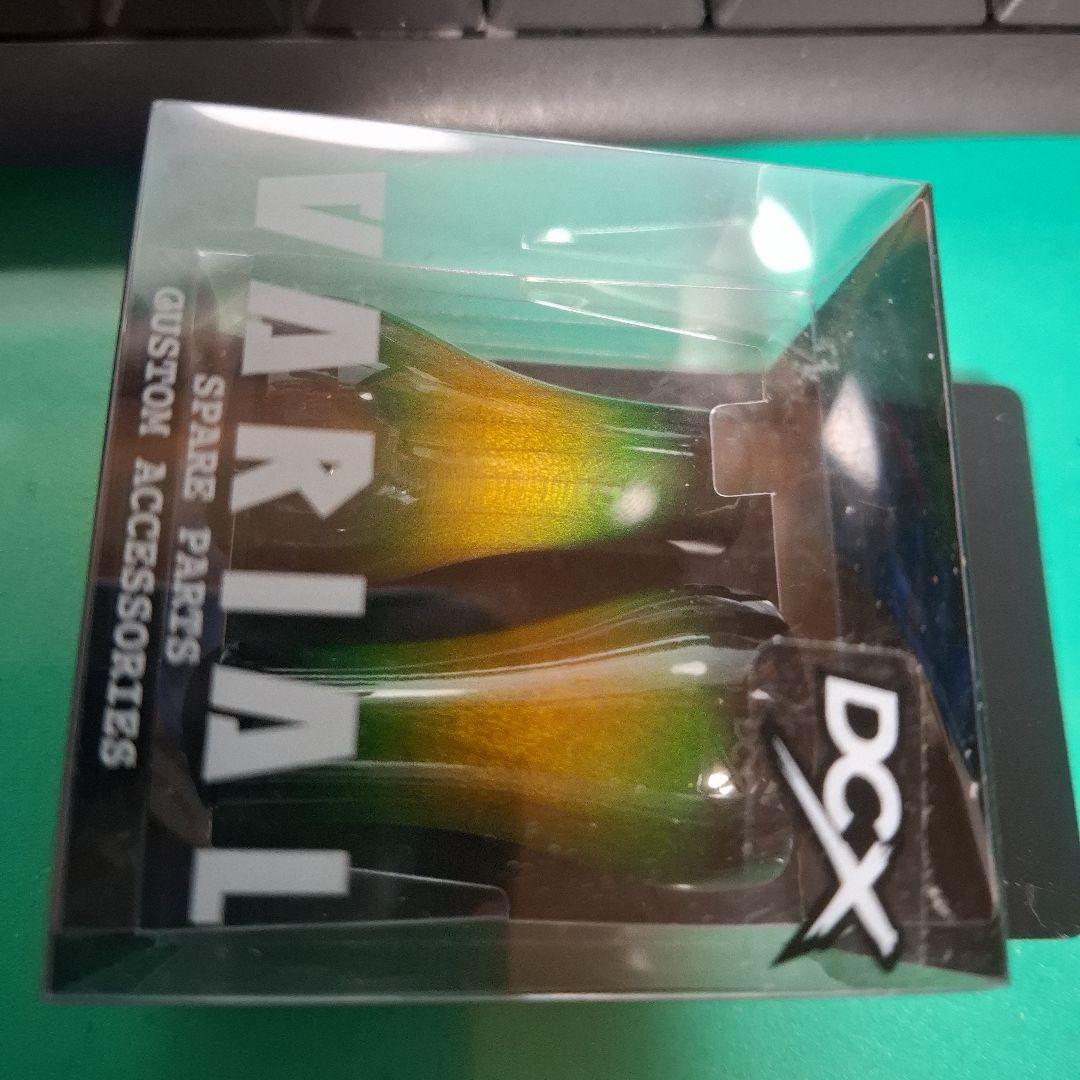 DCX
VARIAL
SPARE PARTS
CUSTOM ACCESSORIES